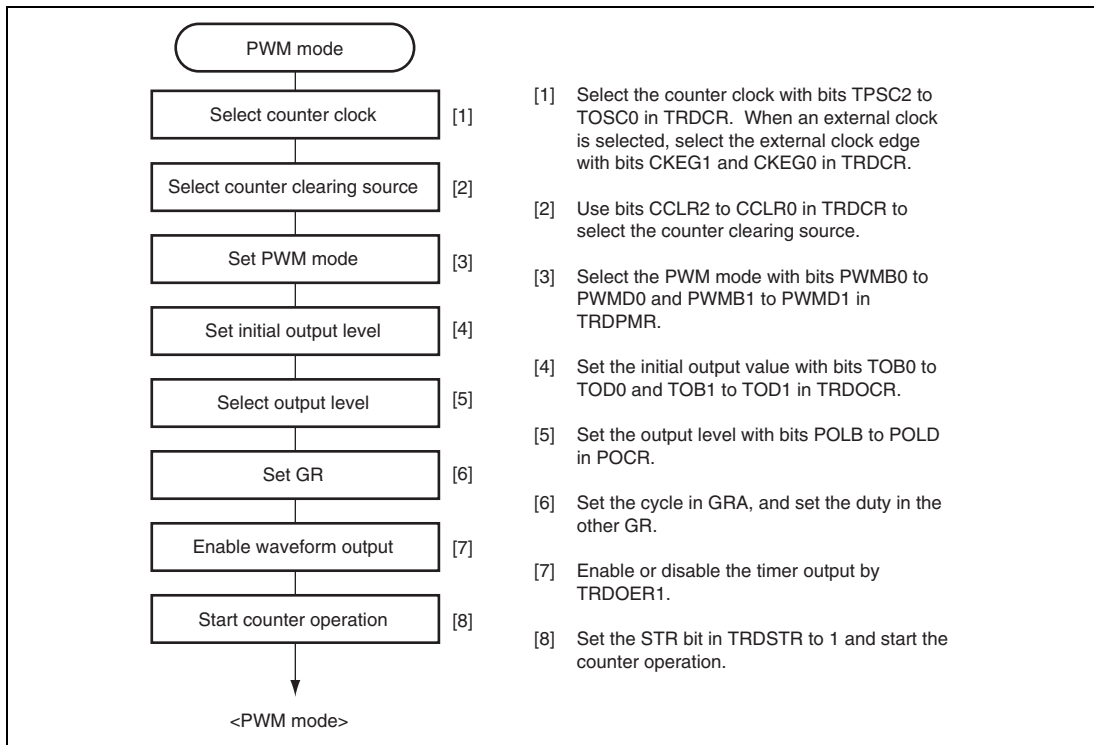 PWM mode
Select counter clock [1]
Select counter clearing source [2]
Set PWM mode [3]
Set initial output level [4]
Select output level [5]
Set GR [6]
Enable waveform output [7]
Start counter operation [8]
<PWM mode>
[1] Select the counter clock with bits TPSC2 to
TOSC0 in TRDCR. When an external clock
is selected, select the external clock edge
with bits CKEG1 and CKEG0 in TRDCR.
[2] Use bits CCLR2 to CCLR0 in TRDCR to
select the counter clearing source.
[3] Select the PWM mode with bits PWMB0 to
PWMD0 and PWMB1 to PWMD1 in
TRDPMR.
[4] Set the initial output value with bits TOB0 to
TOD0 and TOB1 to TOD1 in TRDOCR.
[5] Set the output level with bits POLB to POLD
in POCR.
[6] Set the cycle in GRA, and set the duty in the
other GR.
[7] Enable or disable the timer output by
TRDOER1.
[8] Set the STR bit in TRDSTR to 1 and start the
counter operation.